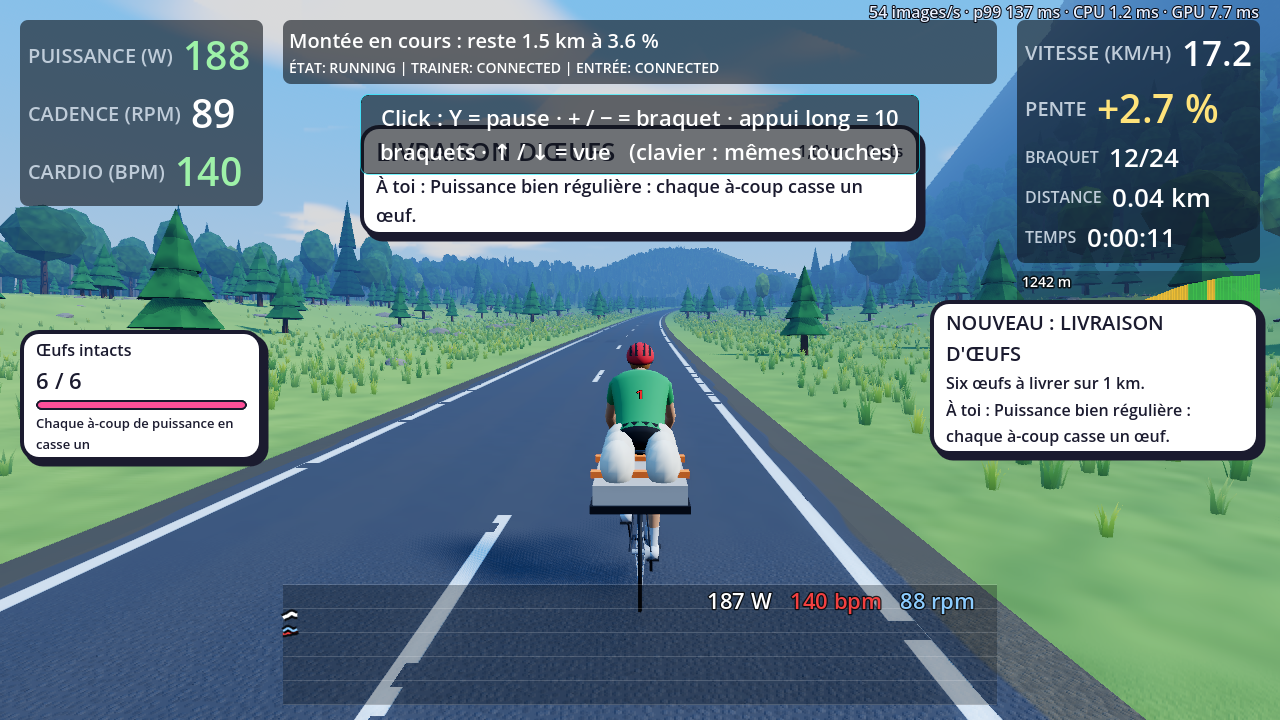 54 images/s · p99 137 ms · CPU 1.2 ms · GPU 7.7 ms
PUISSANCE (W) 188
CADENCE (RPM) 89
CARDIO (BPM) 140
Montée en cours : reste 1.5 km à 3.6 %
ÉTAT: RUNNING | TRAINER: CONNECTED | ENTRÉE: CONNECTED
VITESSE (KM/H) 17.2
PENTE +2.7 %
BRAQUET 12/24
DISTANCE 0.04 km
TEMPS 0:00:11
1242 m
Click : Y = pause · + / − = braquet · appui long = 10
braquets · ↑ / ↓ = vue (clavier : mêmes touches)
LIVRAISON D'ŒUFS
À toi : Puissance bien régulière : chaque à-coup casse un
œuf.
Œufs intacts
6 / 6
Chaque à-coup de puissance en
casse un
NOUVEAU : LIVRAISON
D'ŒUFS
Six œufs à livrer sur 1 km.
À toi : Puissance bien régulière :
chaque à-coup casse un œuf.
1
187 W 140 bpm 88 rpm